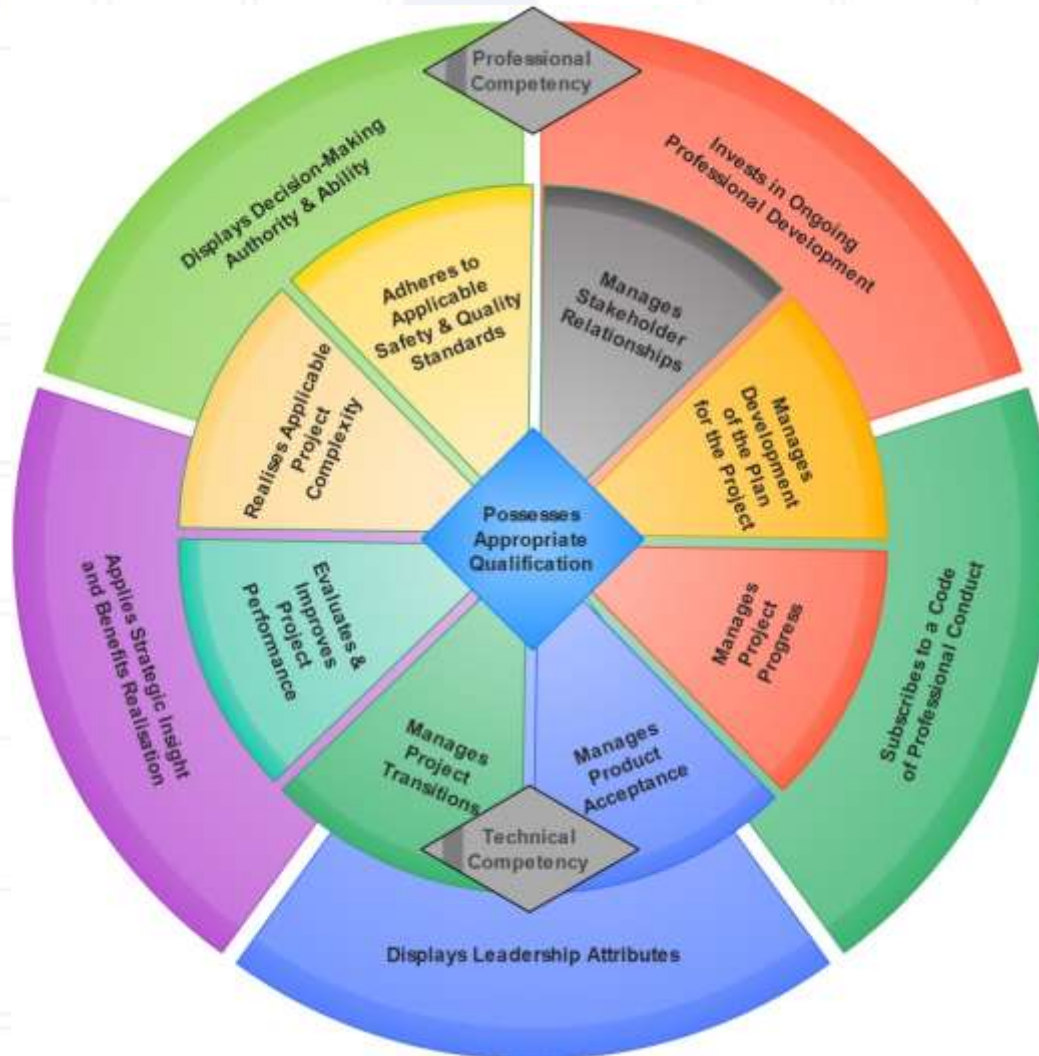 Professional
Competency
Invests in Ongoing
Professional Development
Displays Decision-Making
Authority & Ability
Adheres to
Applicable
Safety & Quality
Standards
Manages
Stakeholder
Relationships
Realises Applicable
Project
Complexity
Manages
Development
of the Plan
for the Project
Possesses
Appropriate
Qualification
Evaluates &
Improves
Project
Performance
Manages
Project
Progress
Applies Strategic Insight
and Benefits Realisation
Subscribes to a Code
of Professional Conduct
Manages
Project
Transitions
Manages
Product
Acceptance
Technical
Competency
Displays Leadership Attributes